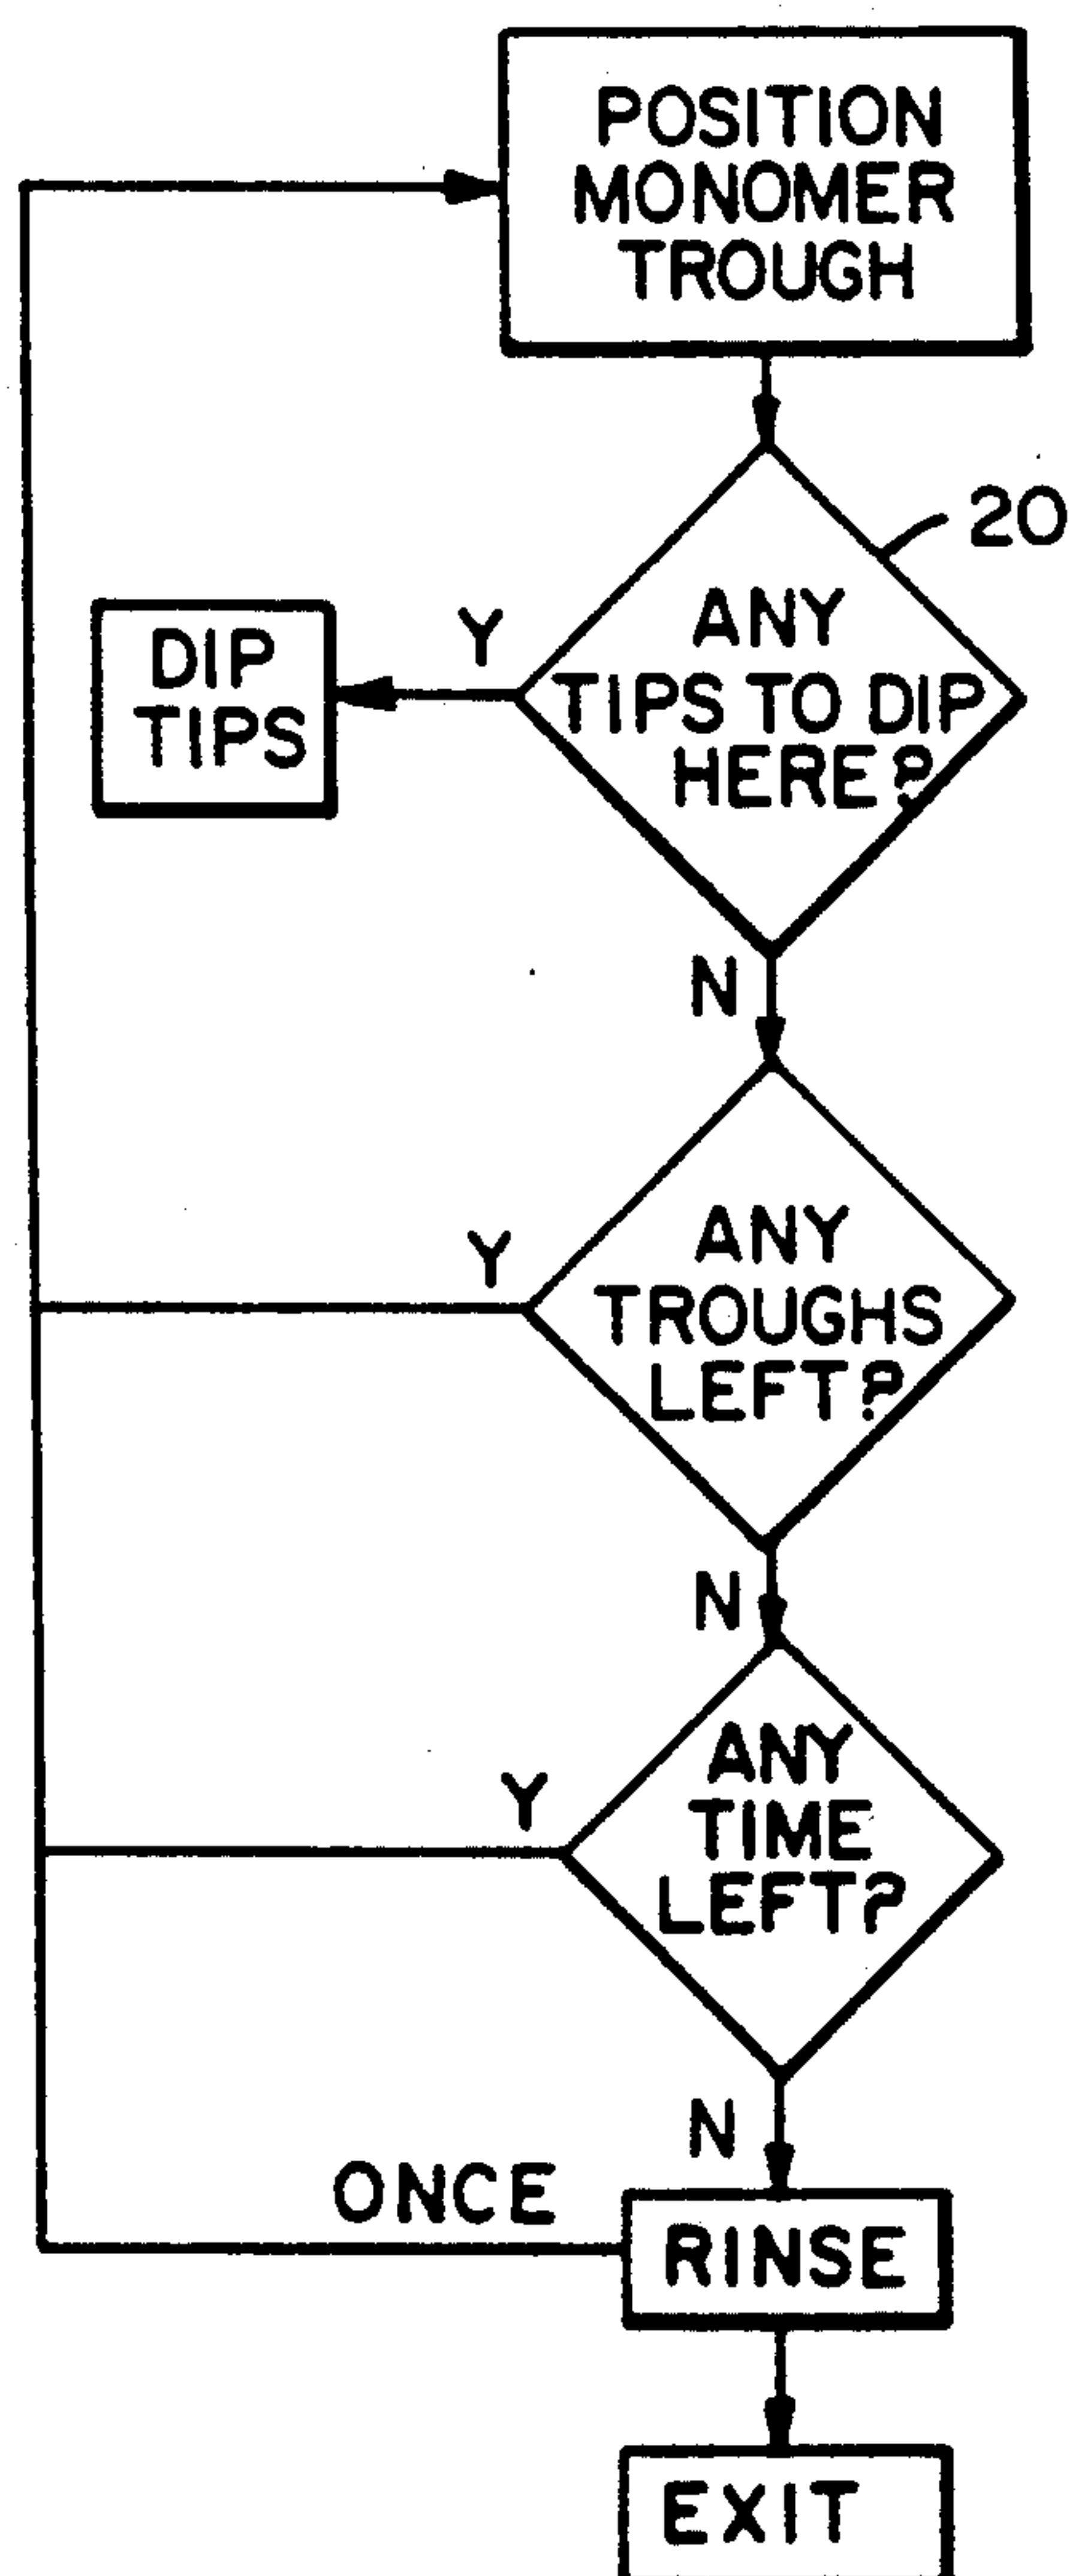 POSITION
MONOMER
TROUGH
20
ANY
TIPS TO DIP
HERE?
Y
DIP
TIPS
N
ANY
TROUGHS
LEFT?
Y
N
ANY
TIME
LEFT?
Y
N
ONCE
RINSE
EXIT